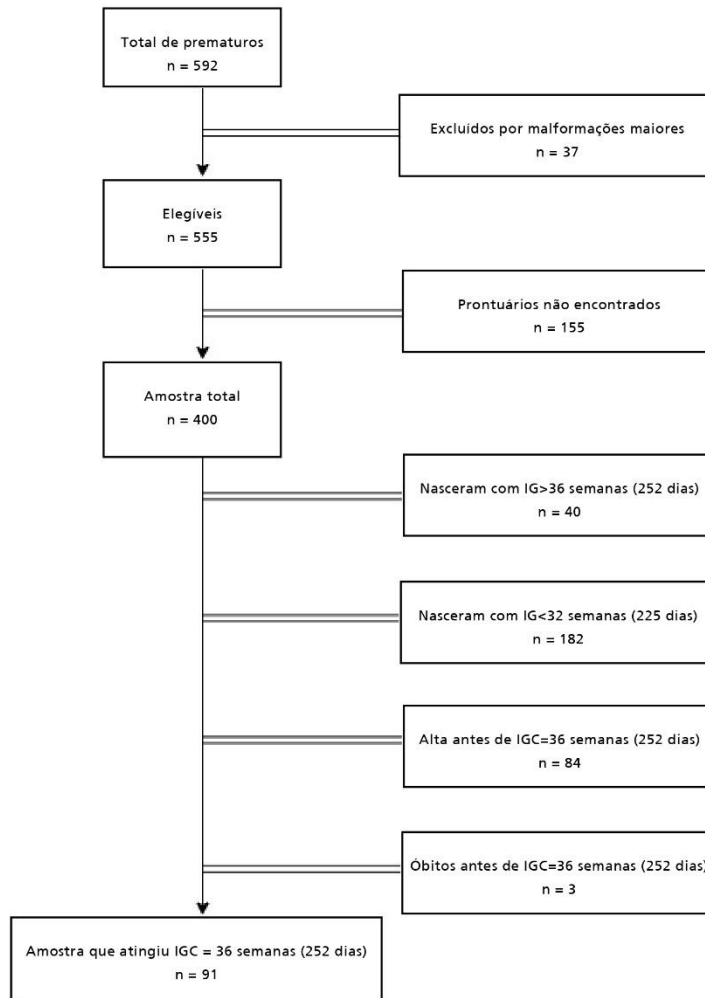 Total de prematuros
n = 592
Excluídos por malformações maiores
n = 37
Elegíveis
n = 555
Prontuários não encontrados
n = 155
Amostra total
n = 400
Nasceram com IG>36 semanas (252 dias)
n = 40
Nasceram com IG<32 semanas (225 dias)
n = 182
Alta antes de IGC=36 semanas (252 dias)
n = 84
Óbitos antes de IGC=36 semanas (252 dias)
n = 3
Amostra que atingiu IGC = 36 semanas (252 dias)
n = 91